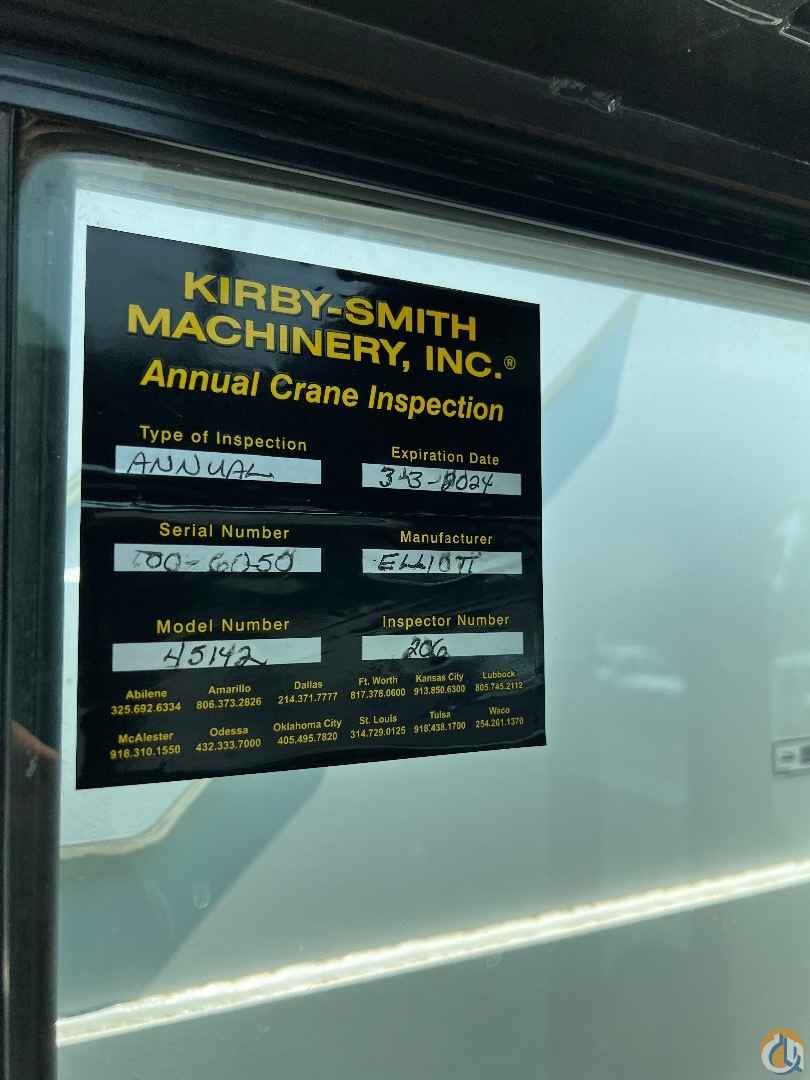 KIRBY-SMITH
MACHINERY, INC.®
Annual Crane Inspection
Type of Inspection
ANNUAL
Expiration Date
Serial Number
Manufacturer
ELLIOTT
Model Number
45142
Inspector Number
206
Abilene
325.692.6334
Amarillo
806.373.2826
Dallas
214.371.7777
Ft. Worth
817.378.0600
Kansas City
913.850.6300
Lubbock
805.745.2112
McAlester
918.310.1550
Odessa
432.333.7000
Oklahoma City
405.495.7820
St. Louis
314.729.0125
Tulsa
918.438.1700
Waco
254.261.1370